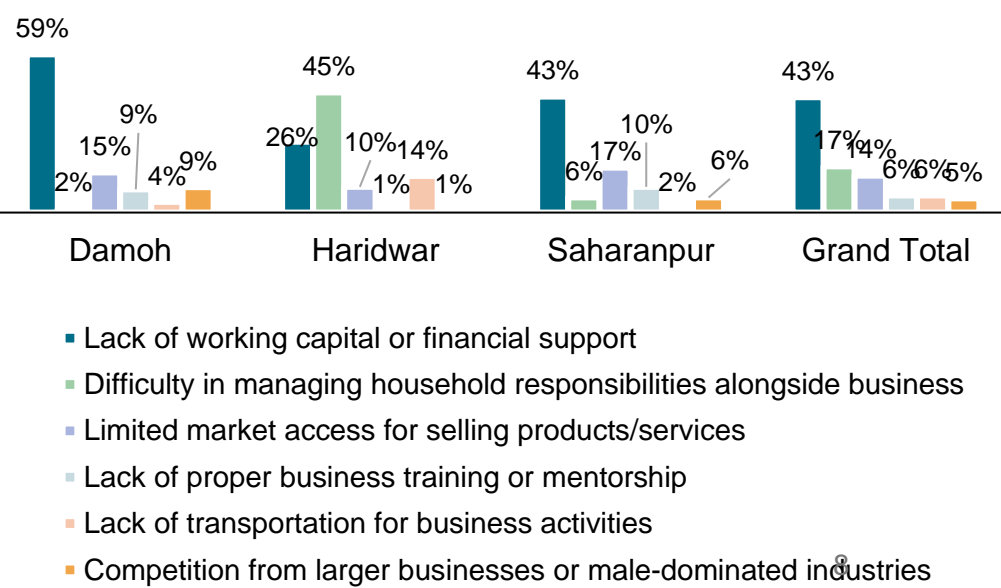 59% 2% 15% 9% 4% 9%
26% 45% 10% 1% 14% 1%
43% 6% 17% 10% 2% 6%
43% 17% 14% 6% 6% 5%
Damoh Haridwar Saharanpur Grand Total
Lack of working capital or financial support
Difficulty in managing household responsibilities alongside business
Limited market access for selling products/services
Lack of proper business training or mentorship
Lack of transportation for business activities
Competition from larger businesses or male-dominated industries
8